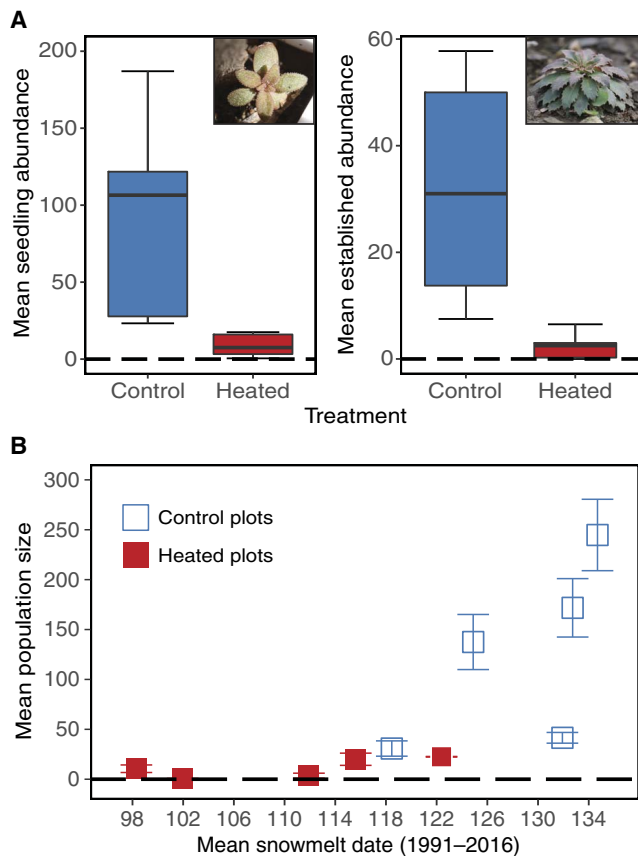 A
Mean seedling abundance
200
150
100
50
0
Control
Heated
Mean established abundance
60
40
20
0
Control
Heated
Treatment
B
Mean population size
300
250
200
150
100
50
0
Control plots
Heated plots
98 102 106 110 114 118 122 126 130 134
Mean snowmelt date (1991–2016)